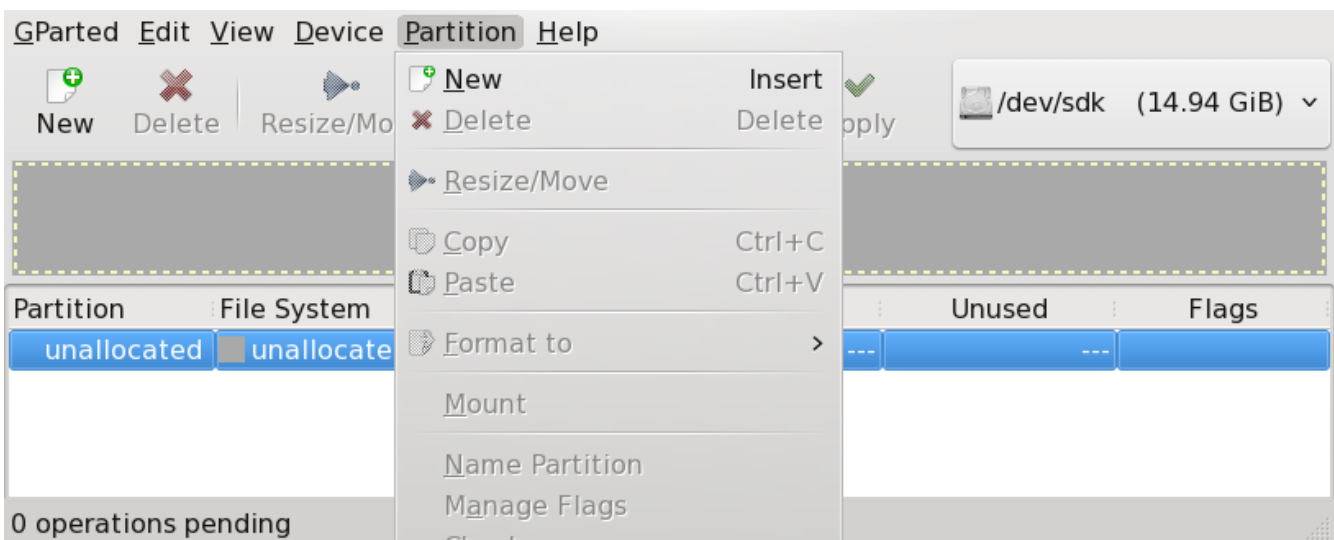 GParted Edit View Device Partition Help
New Delete Resize/Mo pply /dev/sdk (14.94 GiB)
New Insert
Delete Delete
Resize/Move
Copy Ctrl+C
Paste Ctrl+V
Format to
Mount
Name Partition
Manage Flags
Partition File System Unused Flags
unallocated unallocate --- ---
0 operations pending